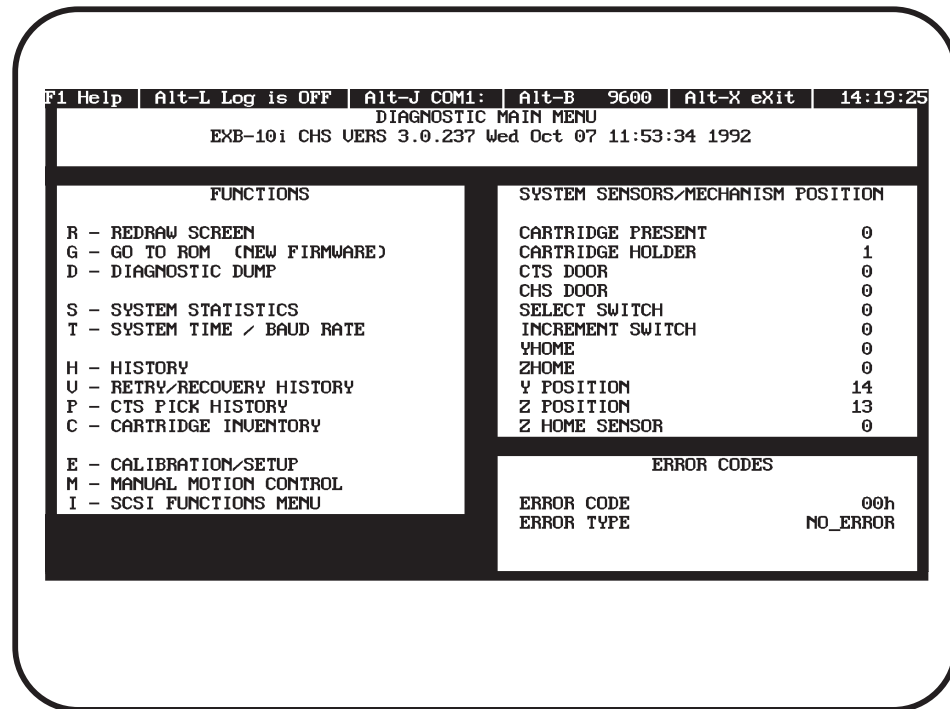 F1 Help | Alt-L Log is OFF | Alt-J COM1: | Alt-B 9600 | Alt-X eXit | 14:19:25
DIAGNOSTIC MAIN MENU
EXB-10i CHS VERS 3.0.237 Wed Oct 07 11:53:34 1992
FUNCTIONS
R - REDRAW SCREEN
G - GO TO ROM (NEW FIRMWARE)
D - DIAGNOSTIC DUMP
S - SYSTEM STATISTICS
T - SYSTEM TIME / BAUD RATE
H - HISTORY
V - RETRY/RECOVERY HISTORY
P - CTS PICK HISTORY
C - CARTRIDGE INVENTORY
E - CALIBRATION/SETUP
M - MANUAL MOTION CONTROL
I - SCSI FUNCTIONS MENU
SYSTEM SENSORS/MECHANISM POSITION
CARTRIDGE PRESENT 0
CARTRIDGE HOLDER 1
CTS DOOR 0
CHS DOOR 0
SELECT SWITCH 0
INCREMENT SWITCH 0
YHOME 0
ZHOME 0
Y POSITION 14
Z POSITION 13
Z HOME SENSOR 0
ERROR CODES
ERROR CODE 00h
ERROR TYPE NO_ERROR